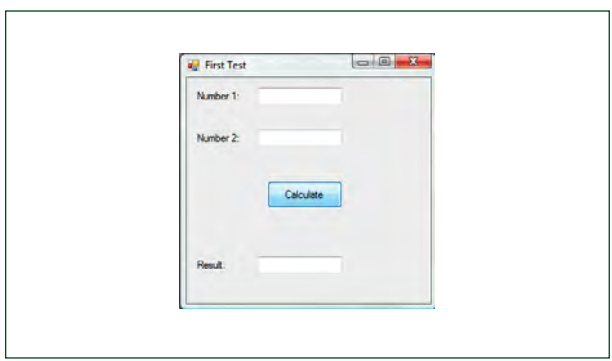 First Test
Number 1:
Number 2:
Calculate
Result: